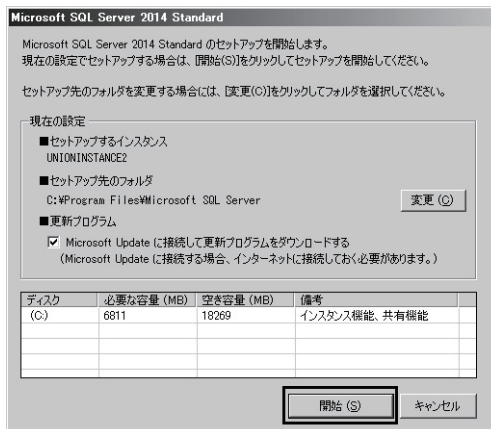 Microsoft SQL Server 2014 Standard
Microsoft SQL Server 2014 Standard のセットアップを開始します。
現在の設定でセットアップする場合は、[開始(S)]をクリックしてセットアップを開始してください。
セットアップ先のフォルダを変更する場合には、[変更(C)]をクリックしてフォルダを選択してください。
現在の設定
■セットアップするインスタンス
UNIONINSTANCE2
■セットアップ先のフォルダ
C:¥Program Files¥Microsoft SQL Server
変更(C)
■更新プログラム
Microsoft Update に接続して更新プログラムをダウンロードする
(Microsoft Update に接続する場合、インターネットに接続しておく必要があります。)
ディスク 必要な容量(MB) 空き容量(MB) 備考
(C:) 6811 18269 インスタンス機能、共有機能
開始(S) キャンセル